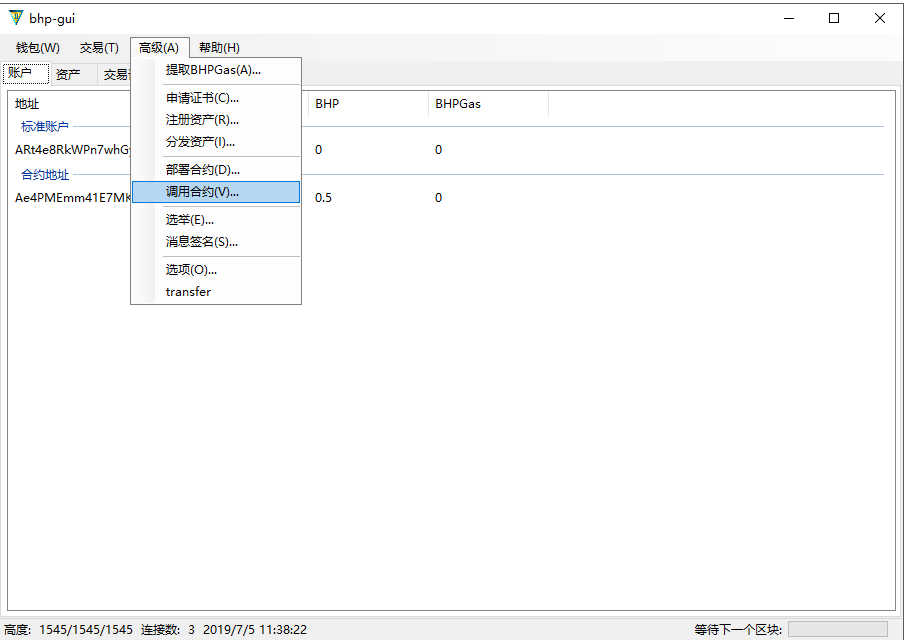 bhp-gui
钱包(W) 交易(T) 高级(A) 帮助(H)
账户 资产 交易
提取BHPGas(A)...
申请证书(C)...
注册资产(R)...
分发资产(I)...
部署合约(D)...
调用合约(V)...
选举(E)...
消息签名(S)...
选项(O)...
transfer
地址 BHP BHPGas
标准账户
ARt4e8RkWPn7whGy 0 0
合约地址
Ae4PMEmm41E7MK 0.5 0
高度: 1545/1545/1545 连接数: 3 2019/7/5 11:38:22 等待下一个区块: